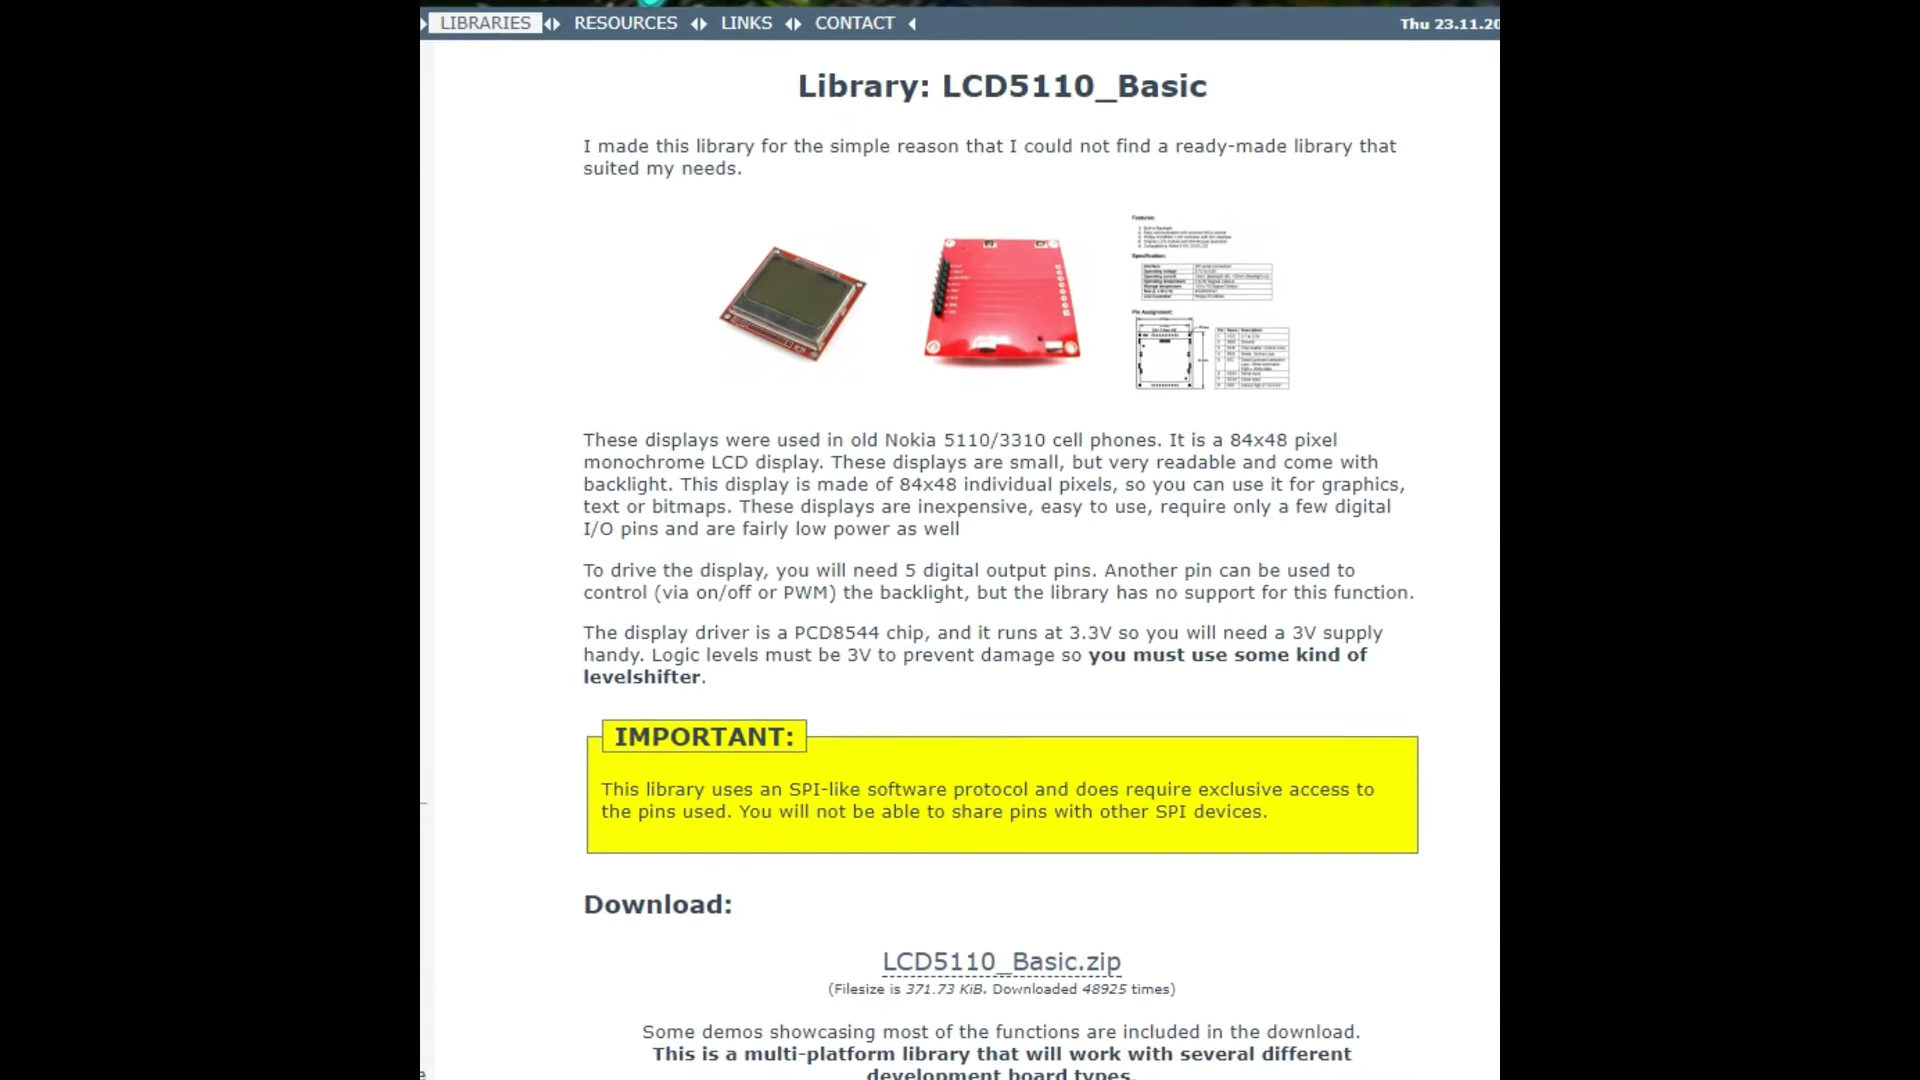 LIBRARIES RESOURCES LINKS CONTACT Thu 23.11.20
Library: LCD5110_Basic
I made this library for the simple reason that I could not find a ready-made library that
suited my needs.
Features:
Specification:
Pin Assignment:
These displays were used in old Nokia 5110/3310 cell phones. It is a 84x48 pixel
monochrome LCD display. These displays are small, but very readable and come with
backlight. This display is made of 84x48 individual pixels, so you can use it for graphics,
text or bitmaps. These displays are inexpensive, easy to use, require only a few digital
I/O pins and are fairly low power as well
To drive the display, you will need 5 digital output pins. Another pin can be used to
control (via on/off or PWM) the backlight, but the library has no support for this function.
The display driver is a PCD8544 chip, and it runs at 3.3V so you will need a 3V supply
handy. Logic levels must be 3V to prevent damage so you must use some kind of
levelshifter.
IMPORTANT:
This library uses an SPI-like software protocol and does require exclusive access to
the pins used. You will not be able to share pins with other SPI devices.
Download:
LCD5110_Basic.zip
(Filesize is 371.73 KiB. Downloaded 48925 times)
Some demos showcasing most of the functions are included in the download.
This is a multi-platform library that will work with several different
development board types.